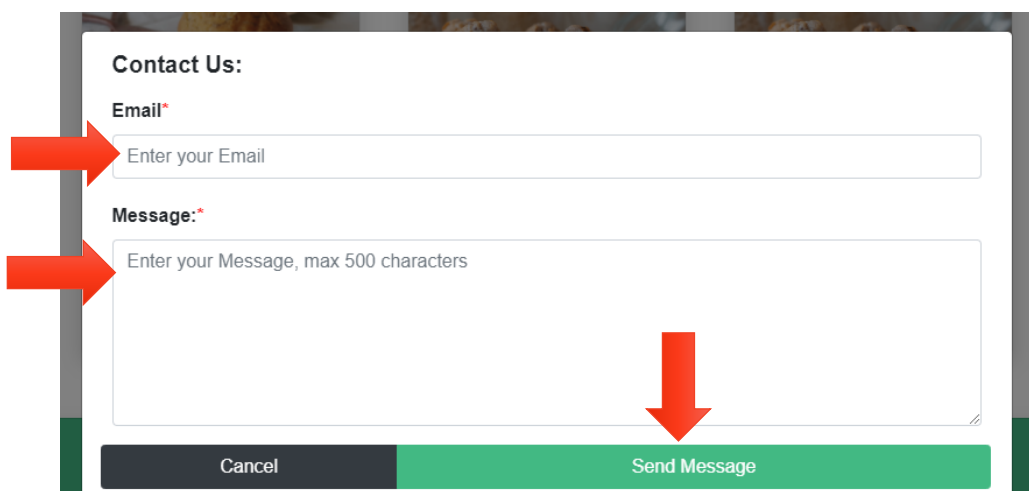 Contact Us:
Email*
Enter your Email
Message:*
Enter your Message, max 500 characters
Cancel
Send Message